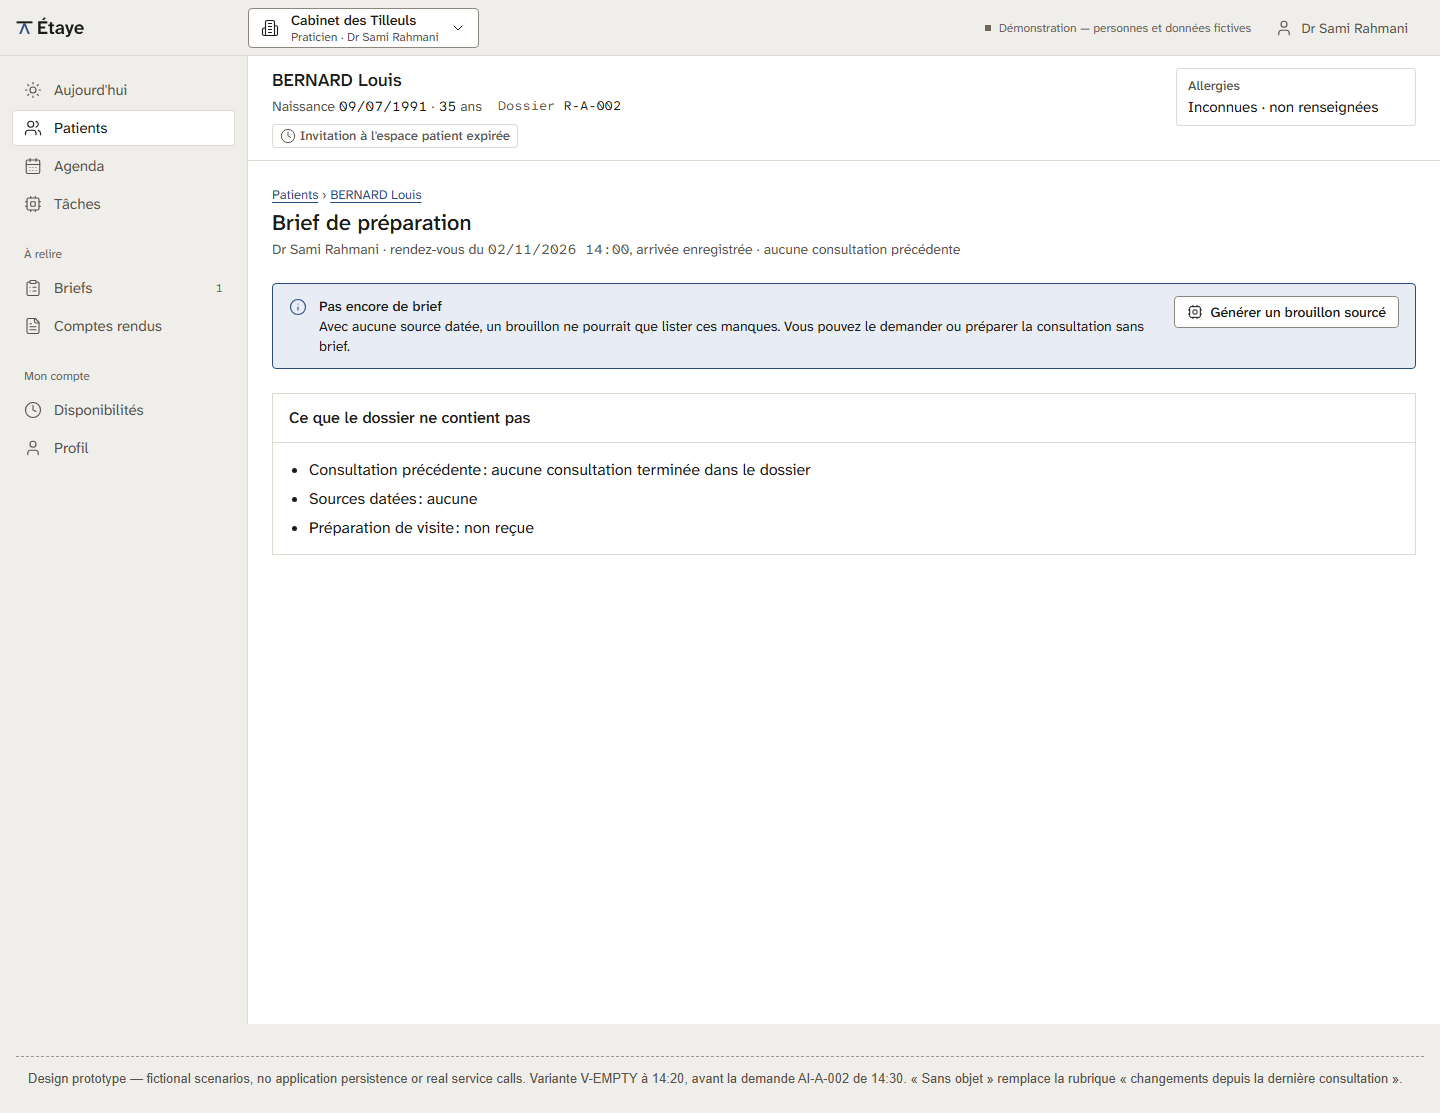 Étaye
Cabinet des Tilleuls
Praticien · Dr Sami Rahmani
Démonstration — personnes et données fictives
Dr Sami Rahmani
Aujourd'hui
Patients
Agenda
Tâches
À relire
Briefs 1
Comptes rendus
Mon compte
Disponibilités
Profil
BERNARD Louis
Naissance 09/07/1991 · 35 ans Dossier R-A-002
Invitation à l'espace patient expirée
Allergies
Inconnues · non renseignées
Patients › BERNARD Louis
Brief de préparation
Dr Sami Rahmani · rendez-vous du 02/11/2026 14:00, arrivée enregistrée · aucune consultation précédente
Pas encore de brief
Avec aucune source datée, un brouillon ne pourrait que lister ces manques. Vous pouvez le demander ou préparer la consultation sans
brief.
Générer un brouillon sourcé
Ce que le dossier ne contient pas
• Consultation précédente : aucune consultation terminée dans le dossier
• Sources datées : aucune
• Préparation de visite : non reçue
Design prototype — fictional scenarios, no application persistence or real service calls. Variante V-EMPTY à 14:20, avant la demande AI-A-002 de 14:30. « Sans objet » remplace la rubrique « changements depuis la dernière consultation ».